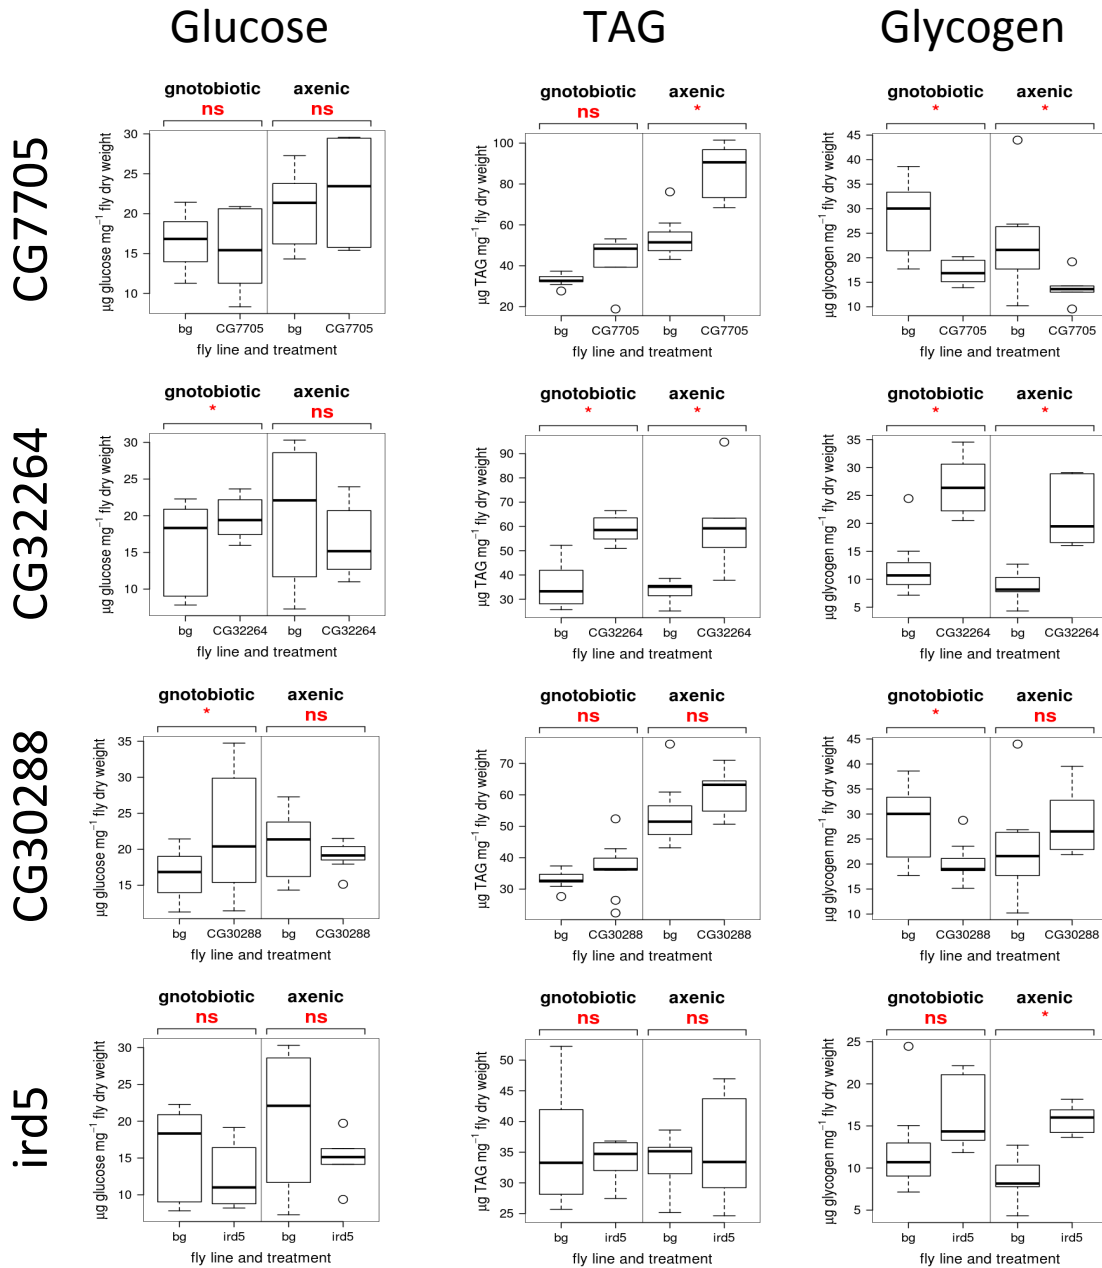 Glucose TAG Glycogen
CG7705
gnotobiotic axenic
ns ns
µg glucose mg⁻¹ fly dry weight
30
25
20
15
10
bg CG7705 bg CG7705
fly line and treatment
gnotobiotic axenic
ns *
µg TAG mg⁻¹ fly dry weight
100
80
60
40
20
bg CG7705 bg CG7705
fly line and treatment
gnotobiotic axenic
* *
µg glycogen mg⁻¹ fly dry weight
45
40
35
30
25
20
15
10
bg CG7705 bg CG7705
fly line and treatment
CG32264
gnotobiotic axenic
* ns
µg glucose mg⁻¹ fly dry weight
30
25
20
15
10
bg CG32264 bg CG32264
fly line and treatment
gnotobiotic axenic
* *
µg TAG mg⁻¹ fly dry weight
90
80
70
60
50
40
30
bg CG32264 bg CG32264
fly line and treatment
gnotobiotic axenic
* *
µg glycogen mg⁻¹ fly dry weight
35
30
25
20
15
10
5
bg CG32264 bg CG32264
fly line and treatment
CG30288
gnotobiotic axenic
* ns
µg glucose mg⁻¹ fly dry weight
35
30
25
20
15
bg CG30288 bg CG30288
fly line and treatment
gnotobiotic axenic
ns ns
µg TAG mg⁻¹ fly dry weight
70
60
50
40
30
bg CG30288 bg CG30288
fly line and treatment
gnotobiotic axenic
* ns
µg glycogen mg⁻¹ fly dry weight
45
40
35
30
25
20
15
10
bg CG30288 bg CG30288
fly line and treatment
ird5
gnotobiotic axenic
ns ns
µg glucose mg⁻¹ fly dry weight
30
25
20
15
10
bg ird5 bg ird5
fly line and treatment
gnotobiotic axenic
ns ns
µg TAG mg⁻¹ fly dry weight
50
45
40
35
30
25
bg ird5 bg ird5
fly line and treatment
gnotobiotic axenic
ns *
µg glycogen mg⁻¹ fly dry weight
25
20
15
10
5
bg ird5 bg ird5
fly line and treatment